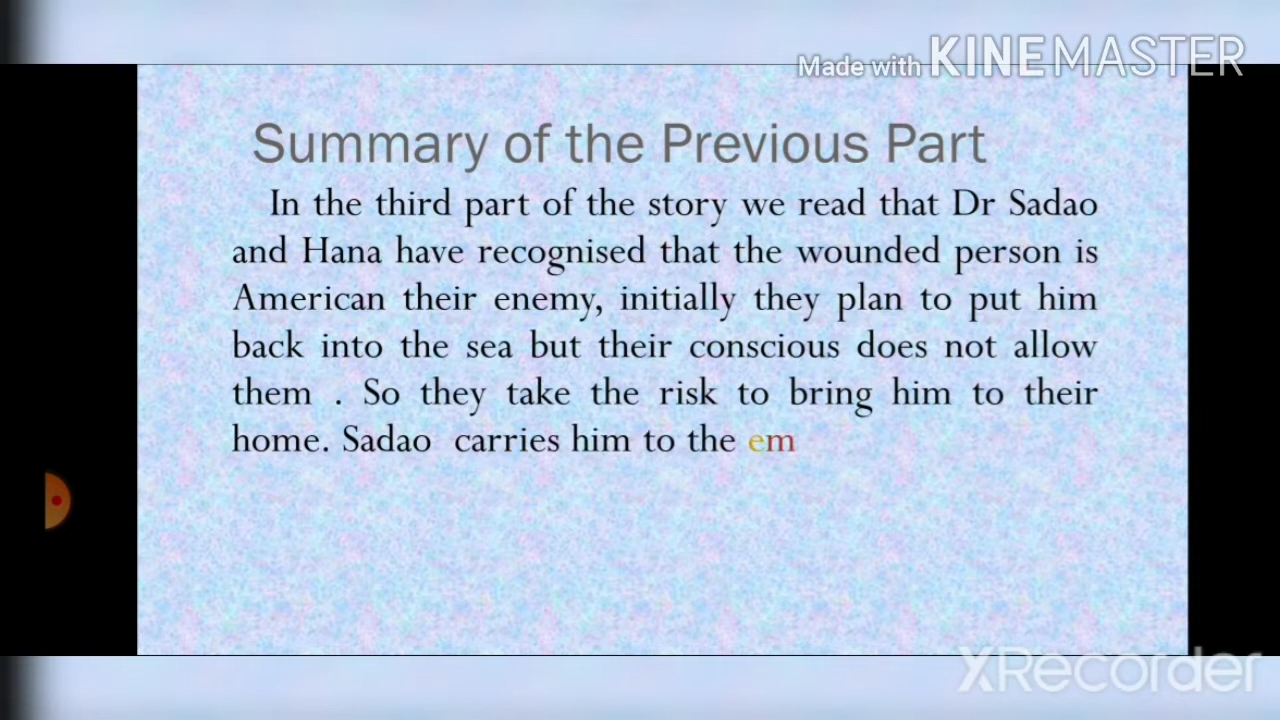 Made with KINEMASTER
Summary of the Previous Part
In the third part of the story we read that Dr Sadao
and Hana have recognised that the wounded person is
American their enemy, initially they plan to put him
back into the sea but their conscious does not allow
them . So they take the risk to bring him to their
home. Sadao carries him to the em
XRecorder